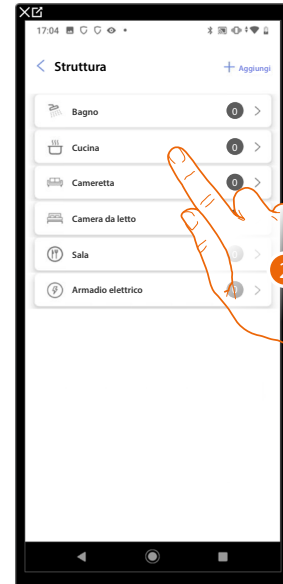 17:04
Struttura
+ Aggiungi
Bagno 0
Cucina 0
Cameretta 0
Camera da letto
Sala
Armadio elettrico
2